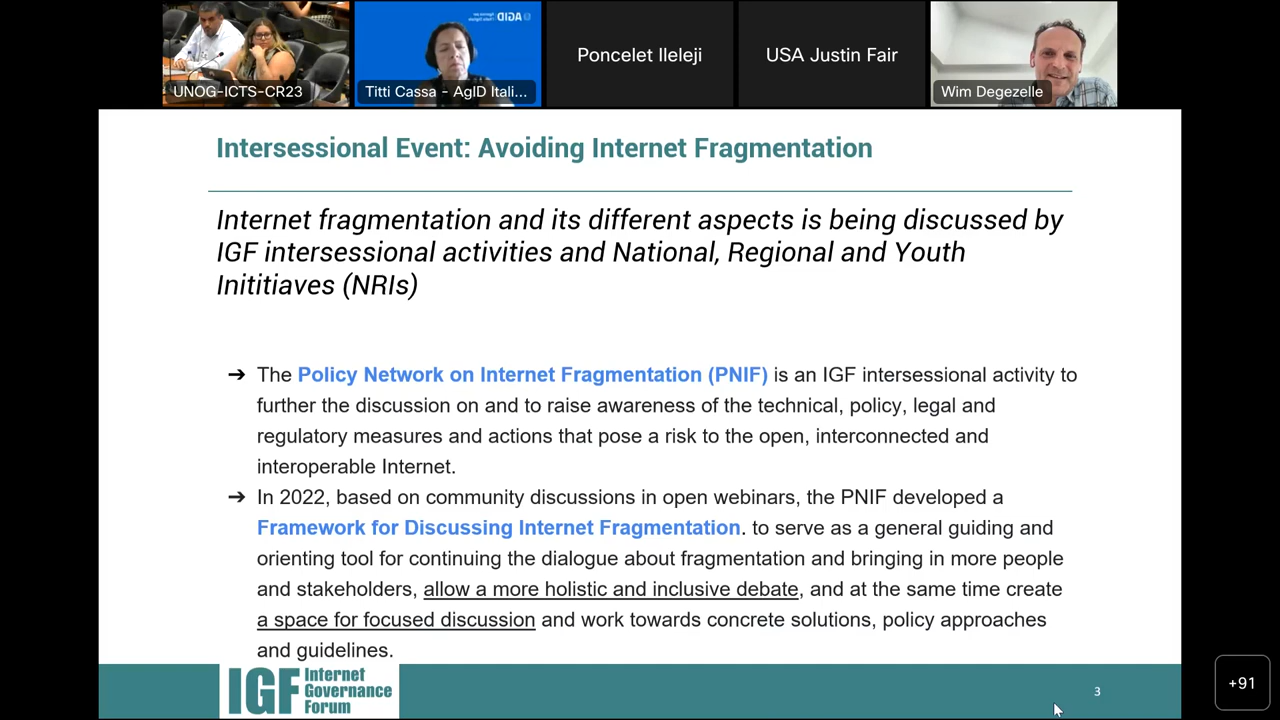 AGID
UNOG-ICTS-CR23
Titti Cassa - AgID Itali...
Poncelet Ileleji
USA Justin Fair
Wim Degezelle
Intersessional Event: Avoiding Internet Fragmentation
Internet fragmentation and its different aspects is being discussed by
IGF intersessional activities and National, Regional and Youth
Inititiaves (NRIs)
➔ The Policy Network on Internet Fragmentation (PNIF) is an IGF intersessional activity to
further the discussion on and to raise awareness of the technical, policy, legal and
regulatory measures and actions that pose a risk to the open, interconnected and
interoperable Internet.
➔ In 2022, based on community discussions in open webinars, the PNIF developed a
Framework for Discussing Internet Fragmentation. to serve as a general guiding and
orienting tool for continuing the dialogue about fragmentation and bringing in more people
and stakeholders, allow a more holistic and inclusive debate, and at the same time create
a space for focused discussion and work towards concrete solutions, policy approaches
and guidelines.
IGF Internet
Governance
Forum
3
+91